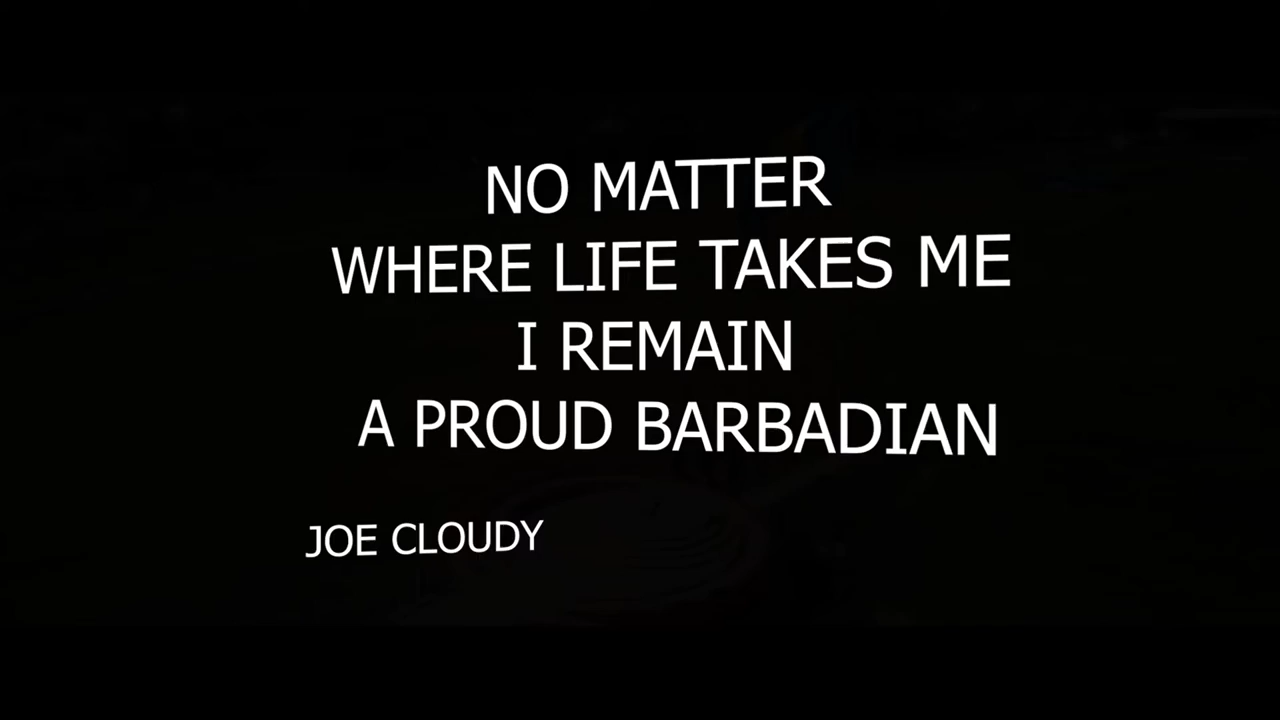 NO MATTER
WHERE LIFE TAKES ME
I REMAIN
A PROUD BARBADIAN
JOE CLOUDY